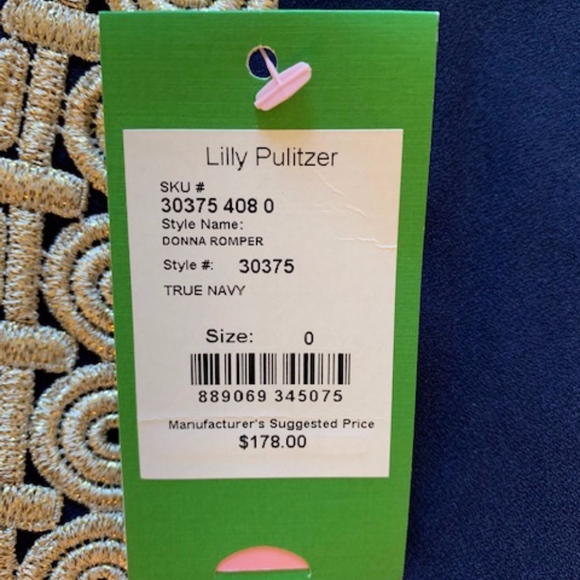 Lilly Pulitzer
SKU #
30375 408 0
Style Name:
DONNA ROMPER
Style #: 30375
TRUE NAVY
Size: 0
889069 345075
Manufacturer's Suggested Price
$178.00